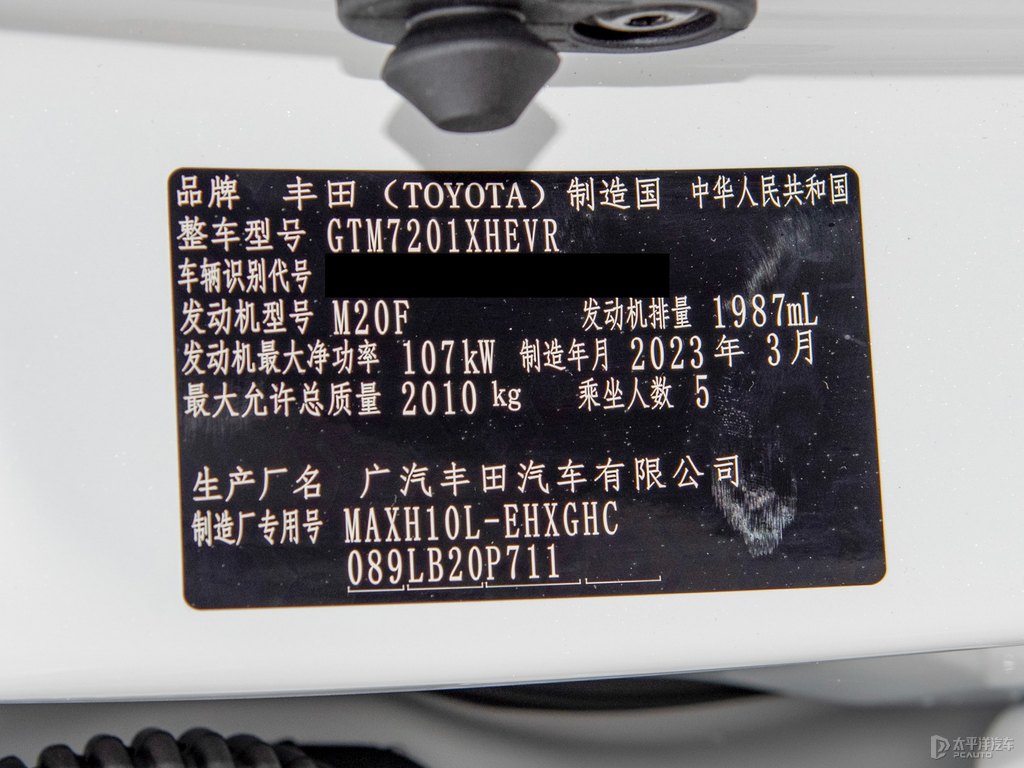 品牌 丰田（TOYOTA）制造国 中华人民共和国
整车型号 GTM7201XHEVR
车辆识别代号
发动机型号 M20F 发动机排量 1987mL
发动机最大净功率 107kW 制造年月 2023年 3月
最大允许总质量 2010 kg 乘坐人数 5
生产厂名 广汽丰田汽车有限公司
制造厂专用号 MAXH10L-EHXGHC
089LB20P711
太平洋汽车
PCAUTO